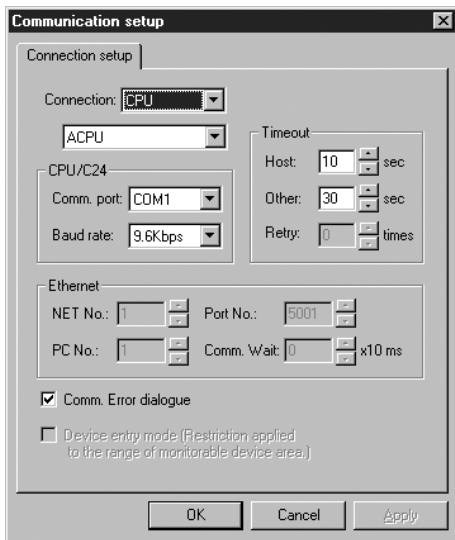 Communication setup
Connection setup
Connection: CPU
ACPU
CPU/C24
Comm. port: COM1
Baud rate: 9.6Kbps
Timeout
Host: 10 sec
Other: 30 sec
Retry: 0 times
Ethernet
NET No.: 1 Port No.: 5001
PC No.: 1 Comm. Wait: 0 x10 ms
Comm. Error dialogue
Device entry mode (Restriction applied
to the range of monitorable device area.)
OK Cancel Apply